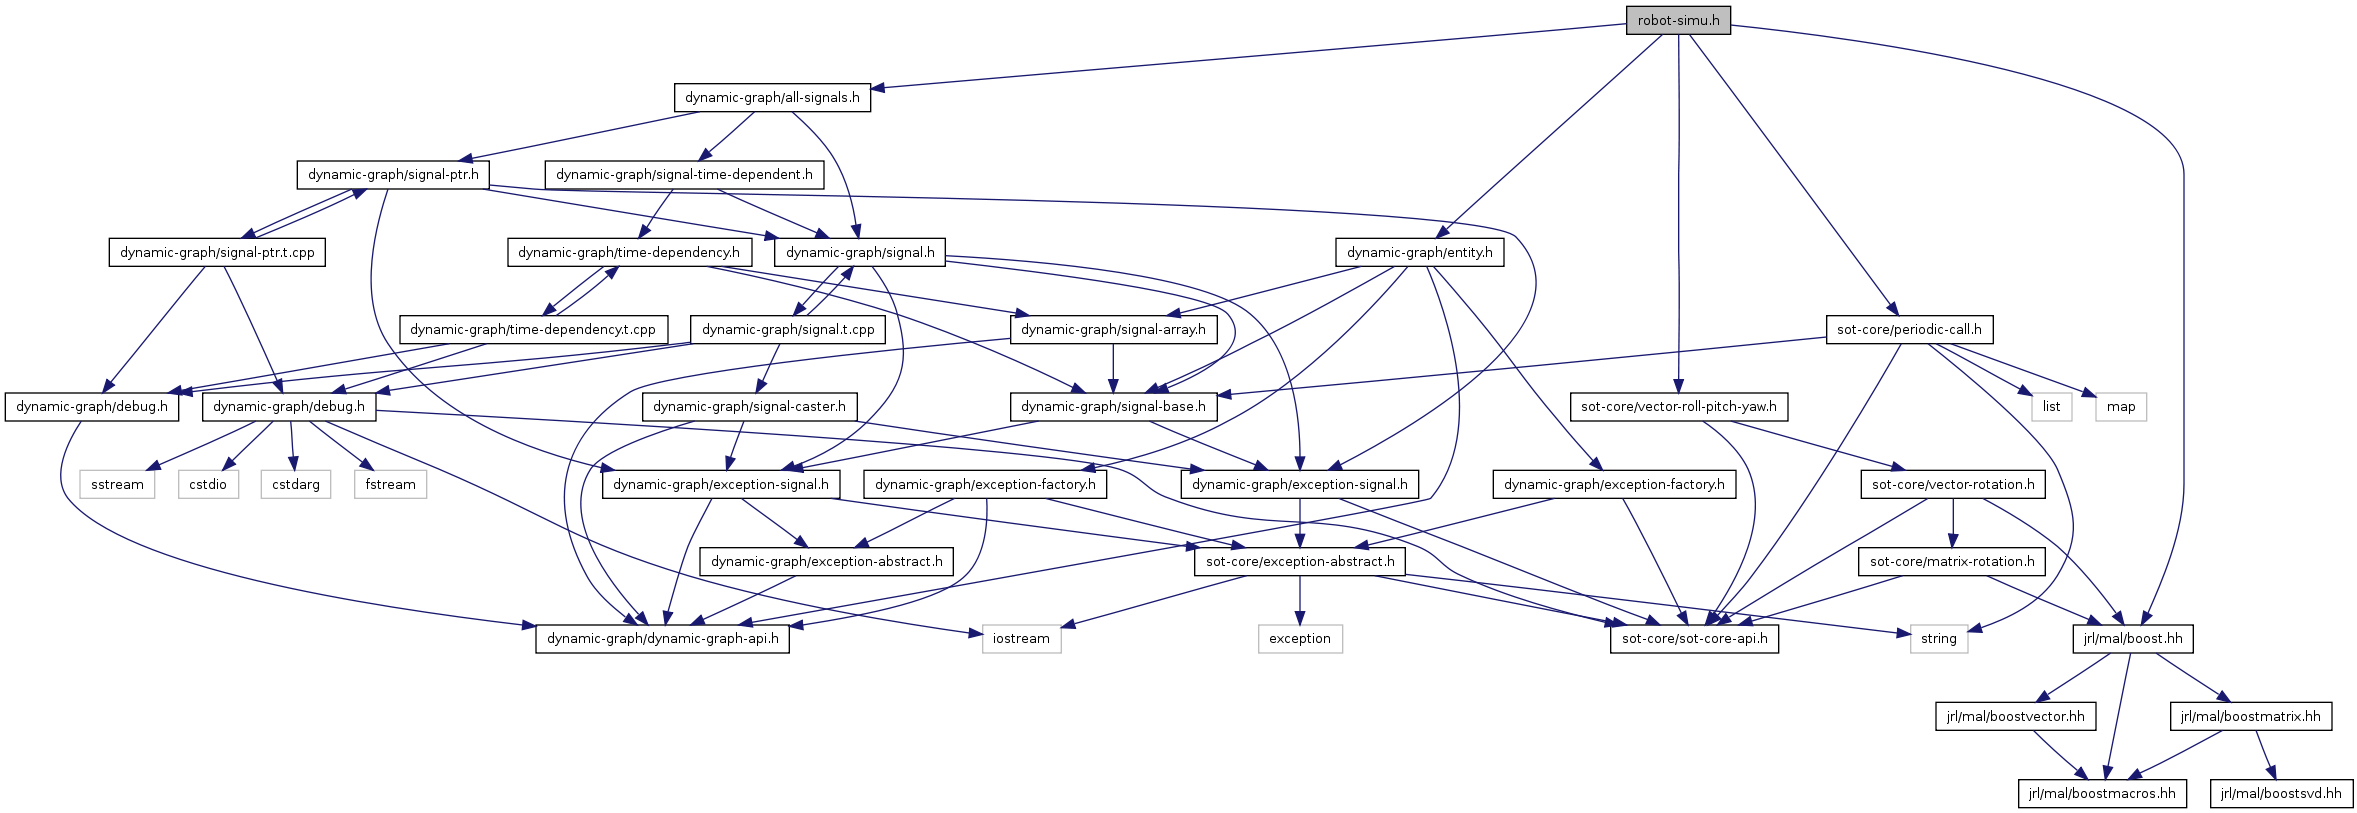 robot-simu.h
dynamic-graph/all-signals.h
dynamic-graph/signal-ptr.h
dynamic-graph/signal-time-dependent.h
dynamic-graph/signal-ptr.t.cpp
dynamic-graph/time-dependency.h
dynamic-graph/signal.h
dynamic-graph/entity.h
dynamic-graph/time-dependency.t.cpp
dynamic-graph/signal.t.cpp
dynamic-graph/signal-array.h
sot-core/periodic-call.h
dynamic-graph/debug.h
dynamic-graph/debug.h
dynamic-graph/signal-caster.h
dynamic-graph/signal-base.h
sot-core/vector-roll-pitch-yaw.h
list
map
sstream
cstdio
cstdarg
fstream
dynamic-graph/exception-signal.h
dynamic-graph/exception-factory.h
dynamic-graph/exception-signal.h
dynamic-graph/exception-factory.h
sot-core/vector-rotation.h
dynamic-graph/exception-abstract.h
sot-core/exception-abstract.h
sot-core/matrix-rotation.h
dynamic-graph/dynamic-graph-api.h
iostream
exception
sot-core/sot-core-api.h
string
jrl/mal/boost.hh
jrl/mal/boostvector.hh
jrl/mal/boostmatrix.hh
jrl/mal/boostmacros.hh
jrl/mal/boostsvd.hh